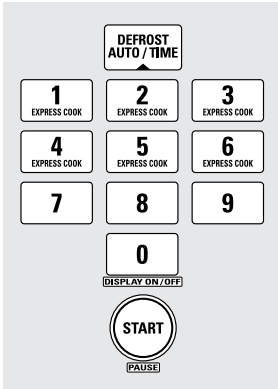 DEFROST
AUTO / TIME
1 2 3
EXPRESS COOK EXPRESS COOK EXPRESS COOK
4 5 6
EXPRESS COOK EXPRESS COOK EXPRESS COOK
7 8 9
0
DISPLAY ON/OFF
START
PAUSE